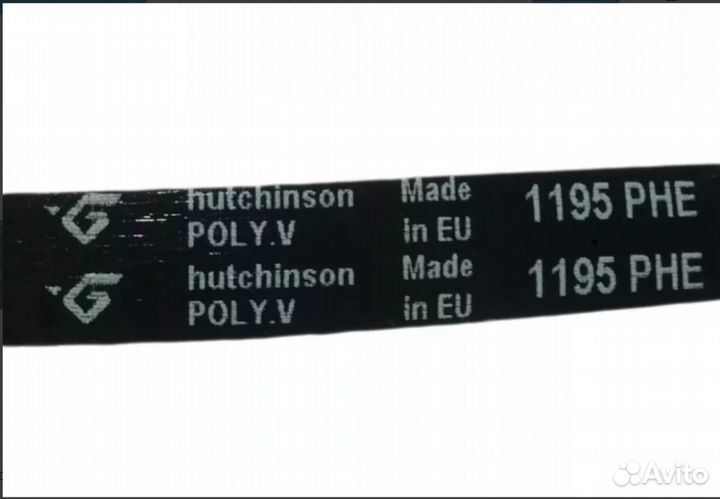 hutchinson Made 1195 PHE
POLY.V in EU
hutchinson Made 1195 PHE
POLY.V in EU
Avito